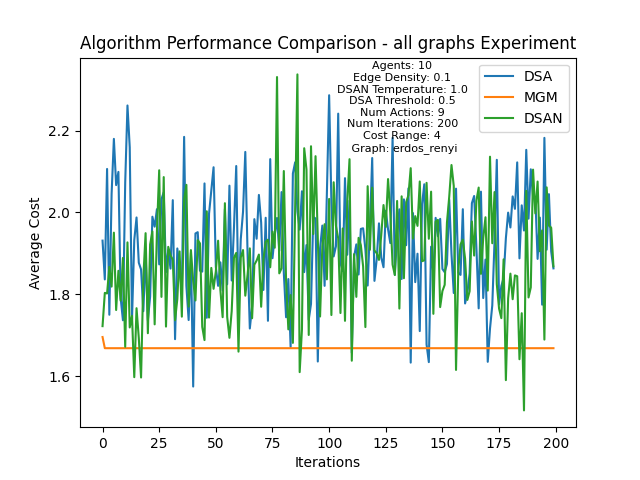 Algorithm Performance Comparison - all graphs Experiment
Agents: 10
Edge Density: 0.1
DSAN Temperature: 1.0
DSA Threshold: 0.5
Num Actions: 9
Num Iterations: 200
Cost Range: 4
Graph: erdos_renyi
DSA
MGM
DSAN
Average Cost
2.2
2.0
1.8
1.6
0 25 50 75 100 125 150 175 200
Iterations